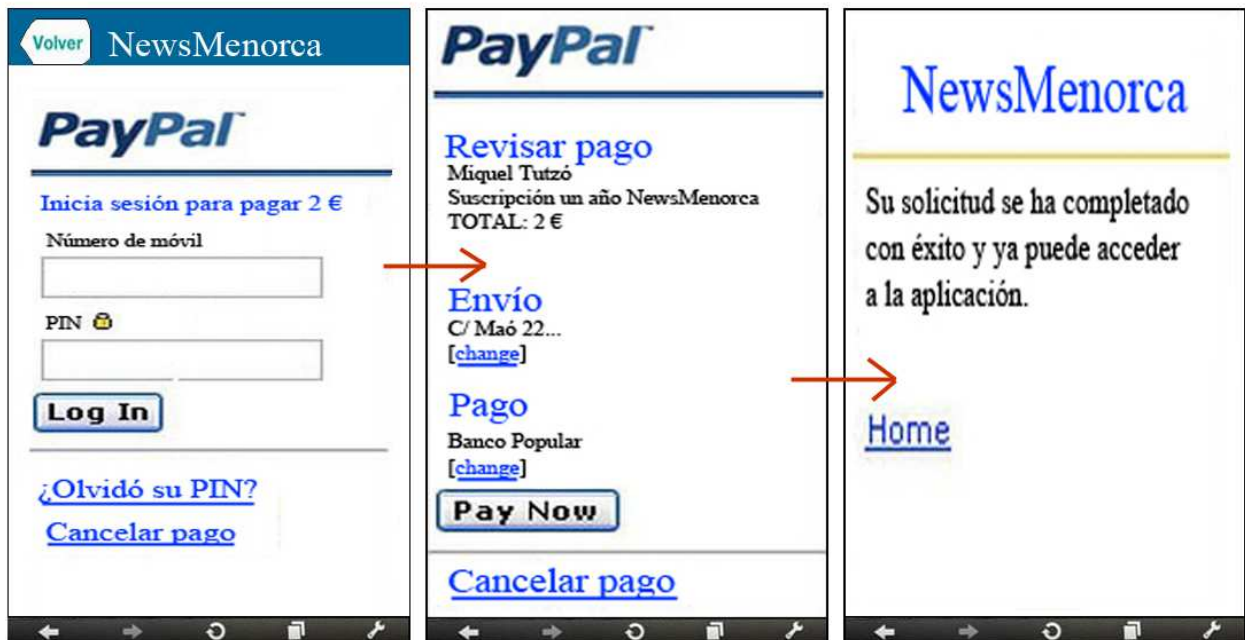 Volver NewsMenorca
PayPal™
Inicia sesión para pagar 2 €
Número de móvil
PIN
Log In
¿Olvidó su PIN?
Cancelar pago
PayPal™
Revisar pago
Miquel Tutzó
Suscripción un año NewsMenorca
TOTAL: 2 €
Envío
C/ Maó 22...
[change]
Pago
Banco Popular
[change]
Pay Now
Cancelar pago
NewsMenorca
Su solicitud se ha completado
con éxito y ya puede acceder
a la aplicación.
Home